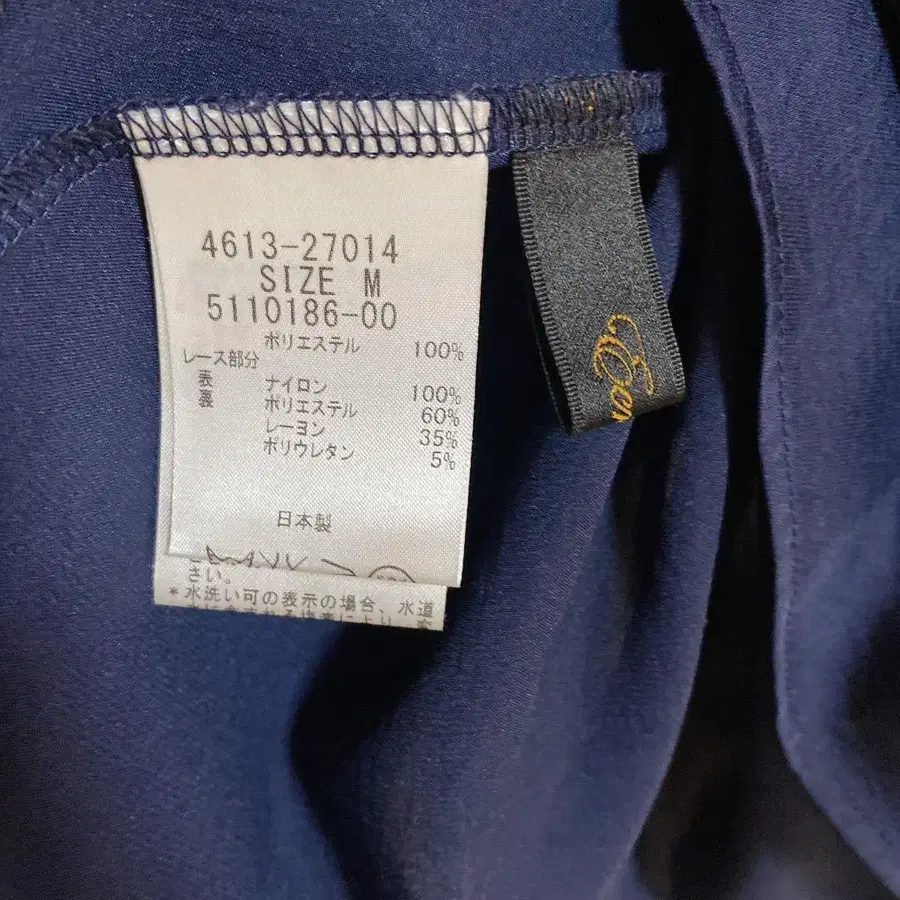 4613-27014
SIZE M
5110186-00
ポリエステル 100%
レース部分
表 ナイロン 100%
裏 ポリエステル 60%
レーヨン 35%
ポリウレタン 5%
日本製
さい。
*水洗い可の表示の場合、水道